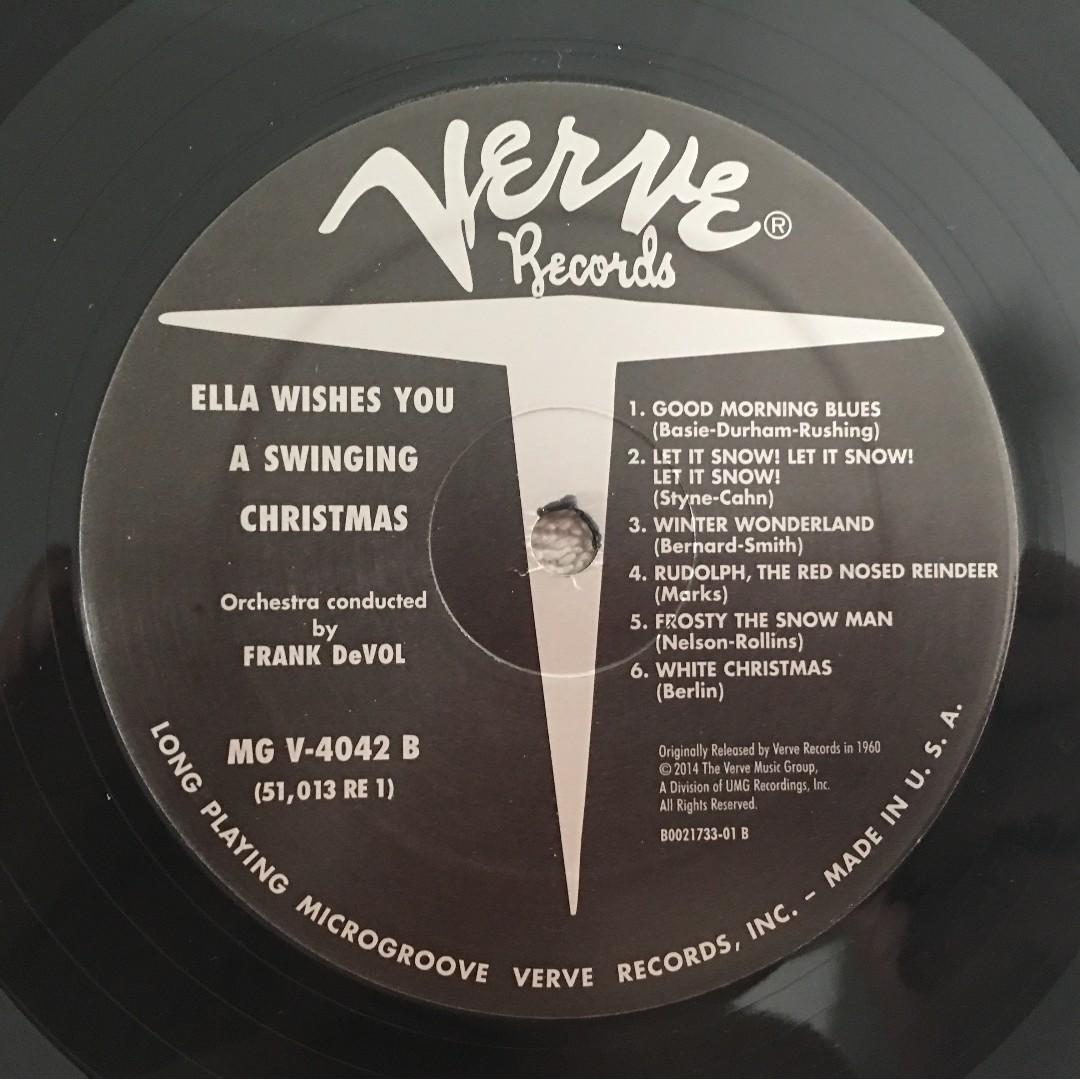 Verve ®
Records
ELLA WISHES YOU
A SWINGING
CHRISTMAS
Orchestra conducted
by
FRANK DeVOL
MG V-4042 B
(51,013 RE 1)
1. GOOD MORNING BLUES
(Basie-Durham-Rushing)
2. LET IT SNOW! LET IT SNOW!
LET IT SNOW!
(Styne-Cahn)
3. WINTER WONDERLAND
(Bernard-Smith)
4. RUDOLPH, THE RED NOSED REINDEER
(Marks)
5. FROSTY THE SNOW MAN
(Nelson-Rollins)
6. WHITE CHRISTMAS
(Berlin)
Originally Released by Verve Records in 1960
© 2014 The Verve Music Group,
A Division of UMG Recordings, Inc.
All Rights Reserved.
B0021733-01 B
LONG PLAYING MICROGROOVE VERVE RECORDS, INC. – MADE IN U. S. A.